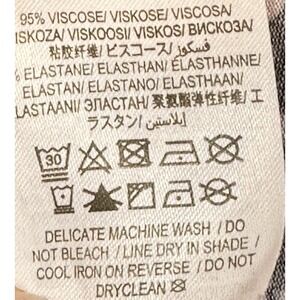 95% VISCOSE/ VISKOSE/ VISCOSA/
ISKOZA/ VISKOOSI/ VISKOS/ ВИСКОЗА/
粘胶纤维/ ビスコース/ فسكوز/
% ELASTANE/ ELASTHAN/ ÉLASTHANNE/
ELASTAN/ ELASTANO/ ELASTHAAN/
LASTAANI/ ЭЛАСТАН/ 聚氨酯弹性纤维/ エ
ラスタン/ إيلاستين/
30
DELICATE MACHINE WASH / DO
NOT BLEACH / LINE DRY IN SHADE /
COOL IRON ON REVERSE / DO NOT
DRYCLEAN